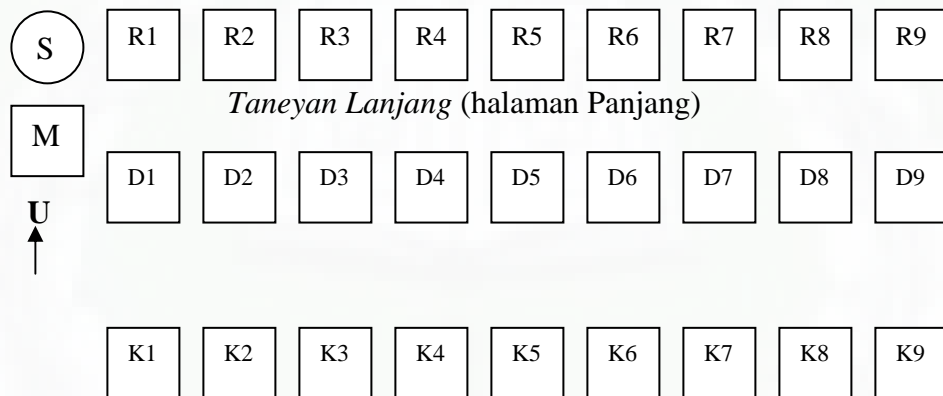 S R1 R2 R3 R4 R5 R6 R7 R8 R9
Taneyan Lanjang (halaman Panjang)
M
D1 D2 D3 D4 D5 D6 D7 D8 D9
U
K1 K2 K3 K4 K5 K6 K7 K8 K9